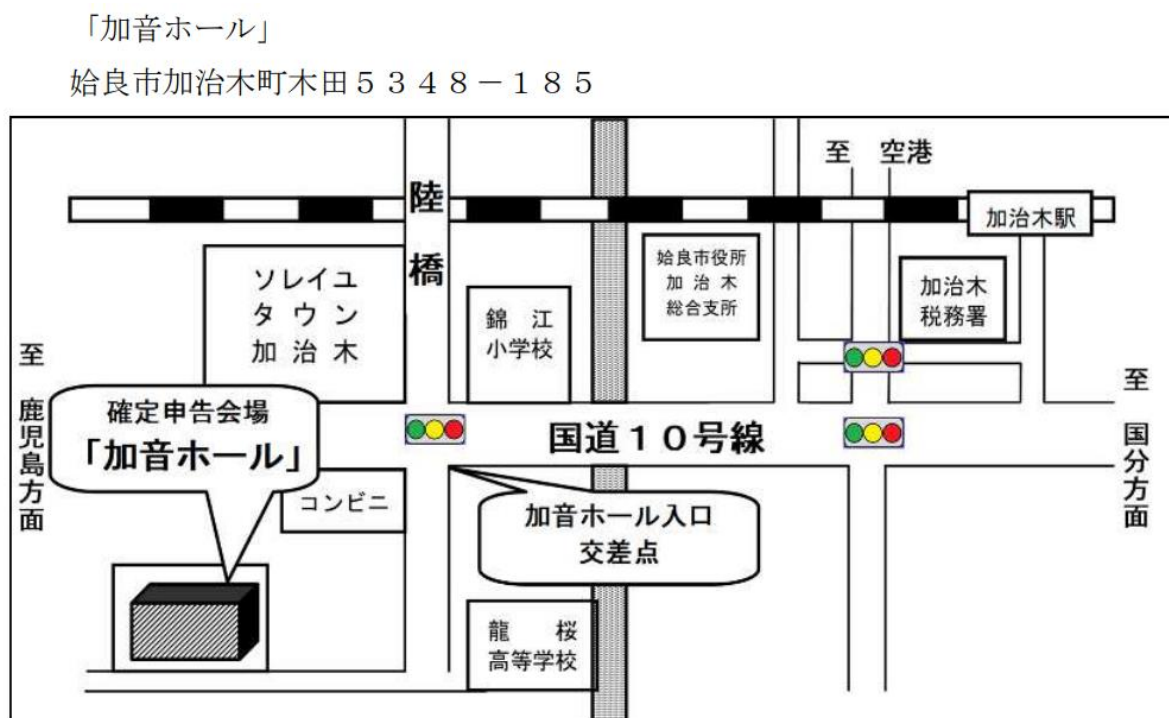 「加音ホール」
姶良市加治木町木田５３４８－１８５
至 空港
陸橋
加治木駅
ソレイユ
タウン
加治木
錦江
小学校
姶良市役所
加治木
総合支所
加治木
税務署
至 鹿児島方面
確定申告会場
「加音ホール」
国道１０号線
至 国分方面
コンビニ
加音ホール入口
交差点
龍桜
高等学校